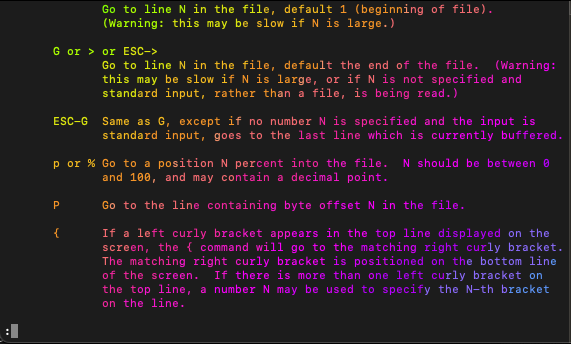 Go to line N in the file, default 1 (beginning of file).
(Warning: this may be slow if N is large.)
G or > or ESC->
Go to line N in the file, default the end of the file.  (Warning:
this may be slow if N is large, or if N is not specified and
standard input, rather than a file, is being read.)
ESC-G  Same as G, except if no number N is specified and the input is
standard input, goes to the last line which is currently buffered.
p or % Go to a position N percent into the file.  N should be between 0
and 100, and may contain a decimal point.
P      Go to the line containing byte offset N in the file.
{      If a left curly bracket appears in the top line displayed on the
screen, the { command will go to the matching right curly bracket.
The matching right curly bracket is positioned on the bottom line
of the screen.  If there is more than one left curly bracket on
the top line, a number N may be used to specify the N-th bracket
on the line.
: